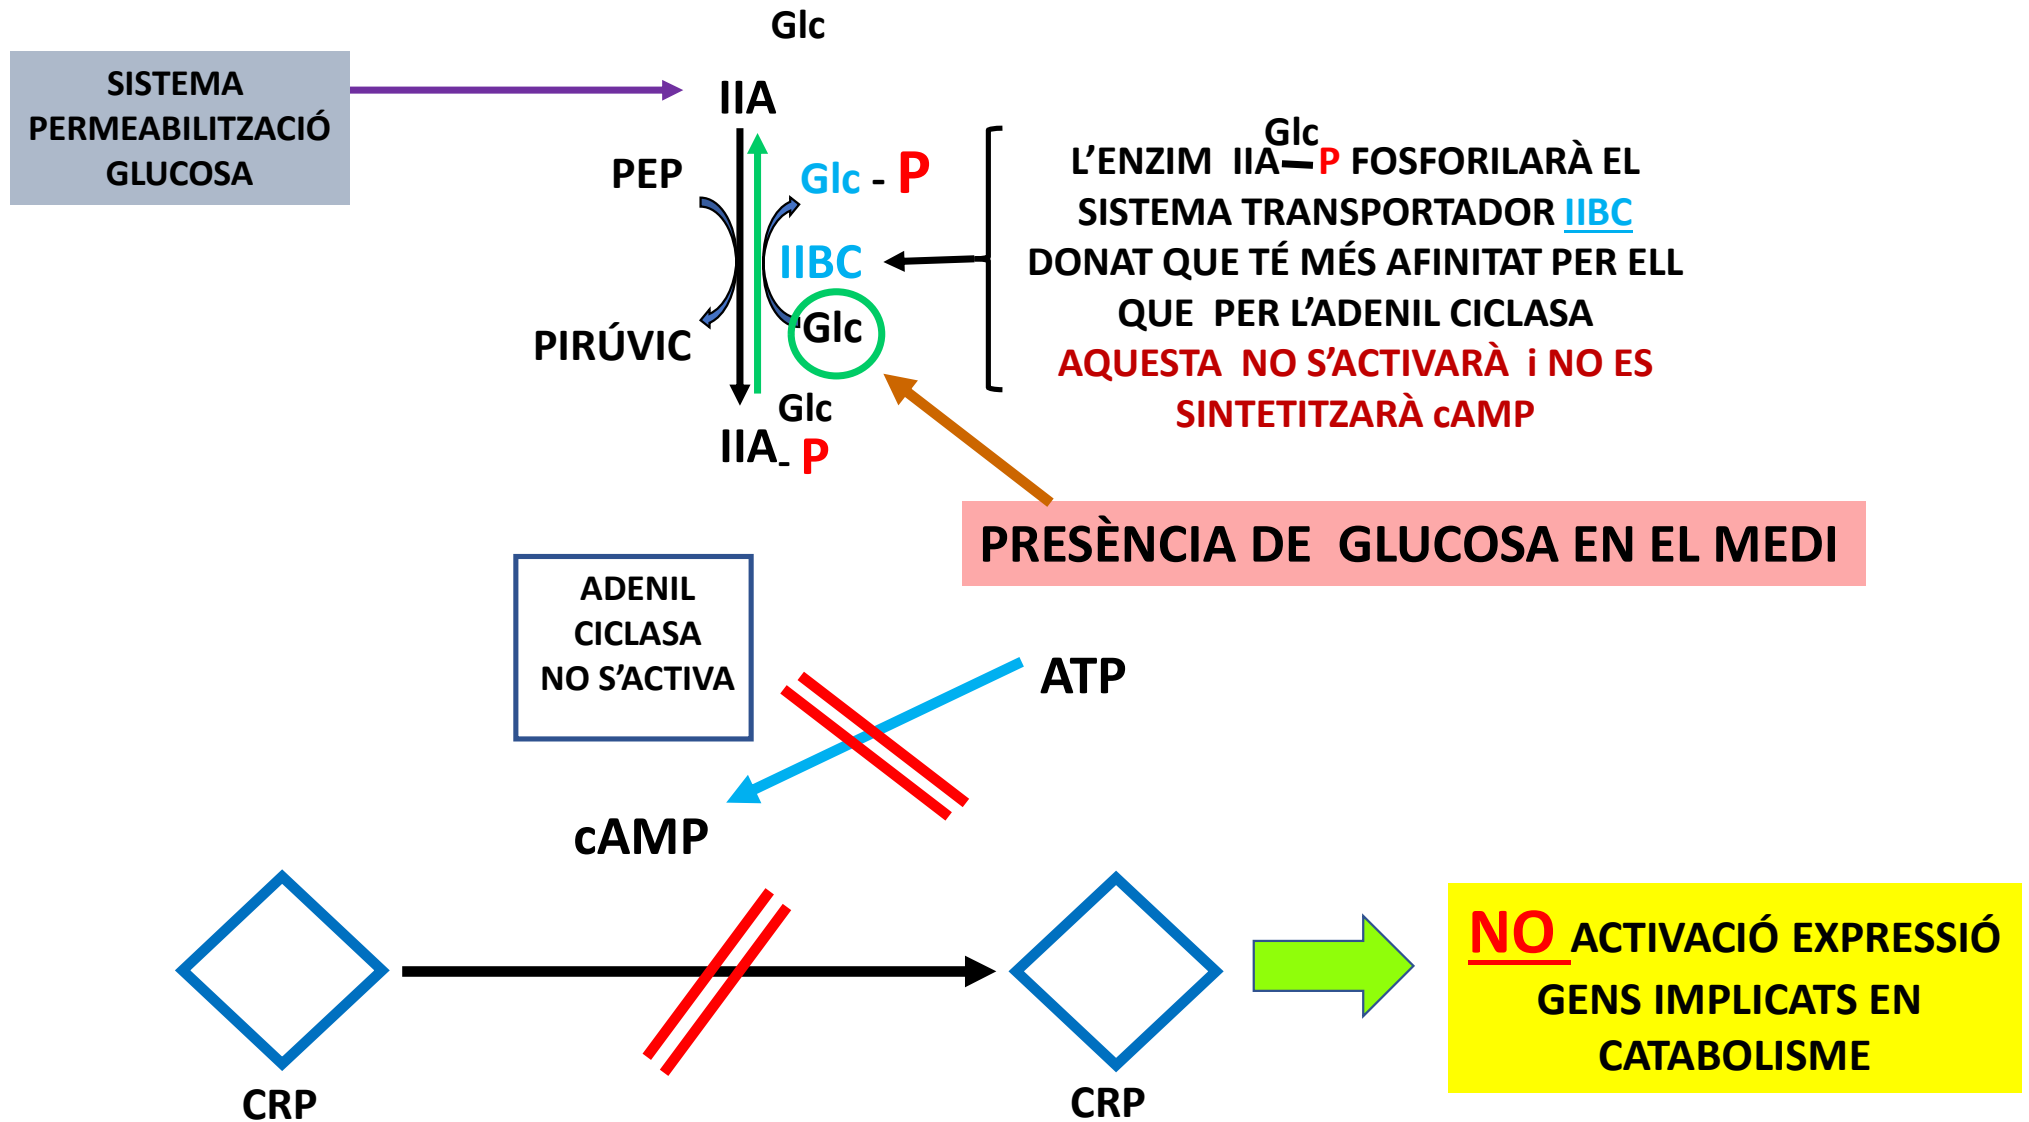 Glc
SISTEMA
PERMEABILITZACIÓ
GLUCOSA
IIA
PEP
Glc - P
IIBC
Glc
PIRÚVIC
Glc
IIA - P
Glc
L’ENZIM IIA P FOSFORILARÀ EL
SISTEMA TRANSPORTADOR IIBC
DONAT QUE TÉ MÉS AFINITAT PER ELL
QUE PER L’ADENIL CICLASA
AQUESTA NO S’ACTIVARÀ i NO ES
SINTETITZARÀ cAMP
PRESÈNCIA DE GLUCOSA EN EL MEDI
ADENIL
CICLASA
NO S’ACTIVA
ATP
cAMP
CRP
CRP
NO ACTIVACIÓ EXPRESSIÓ
GENS IMPLICATS EN
CATABOLISME